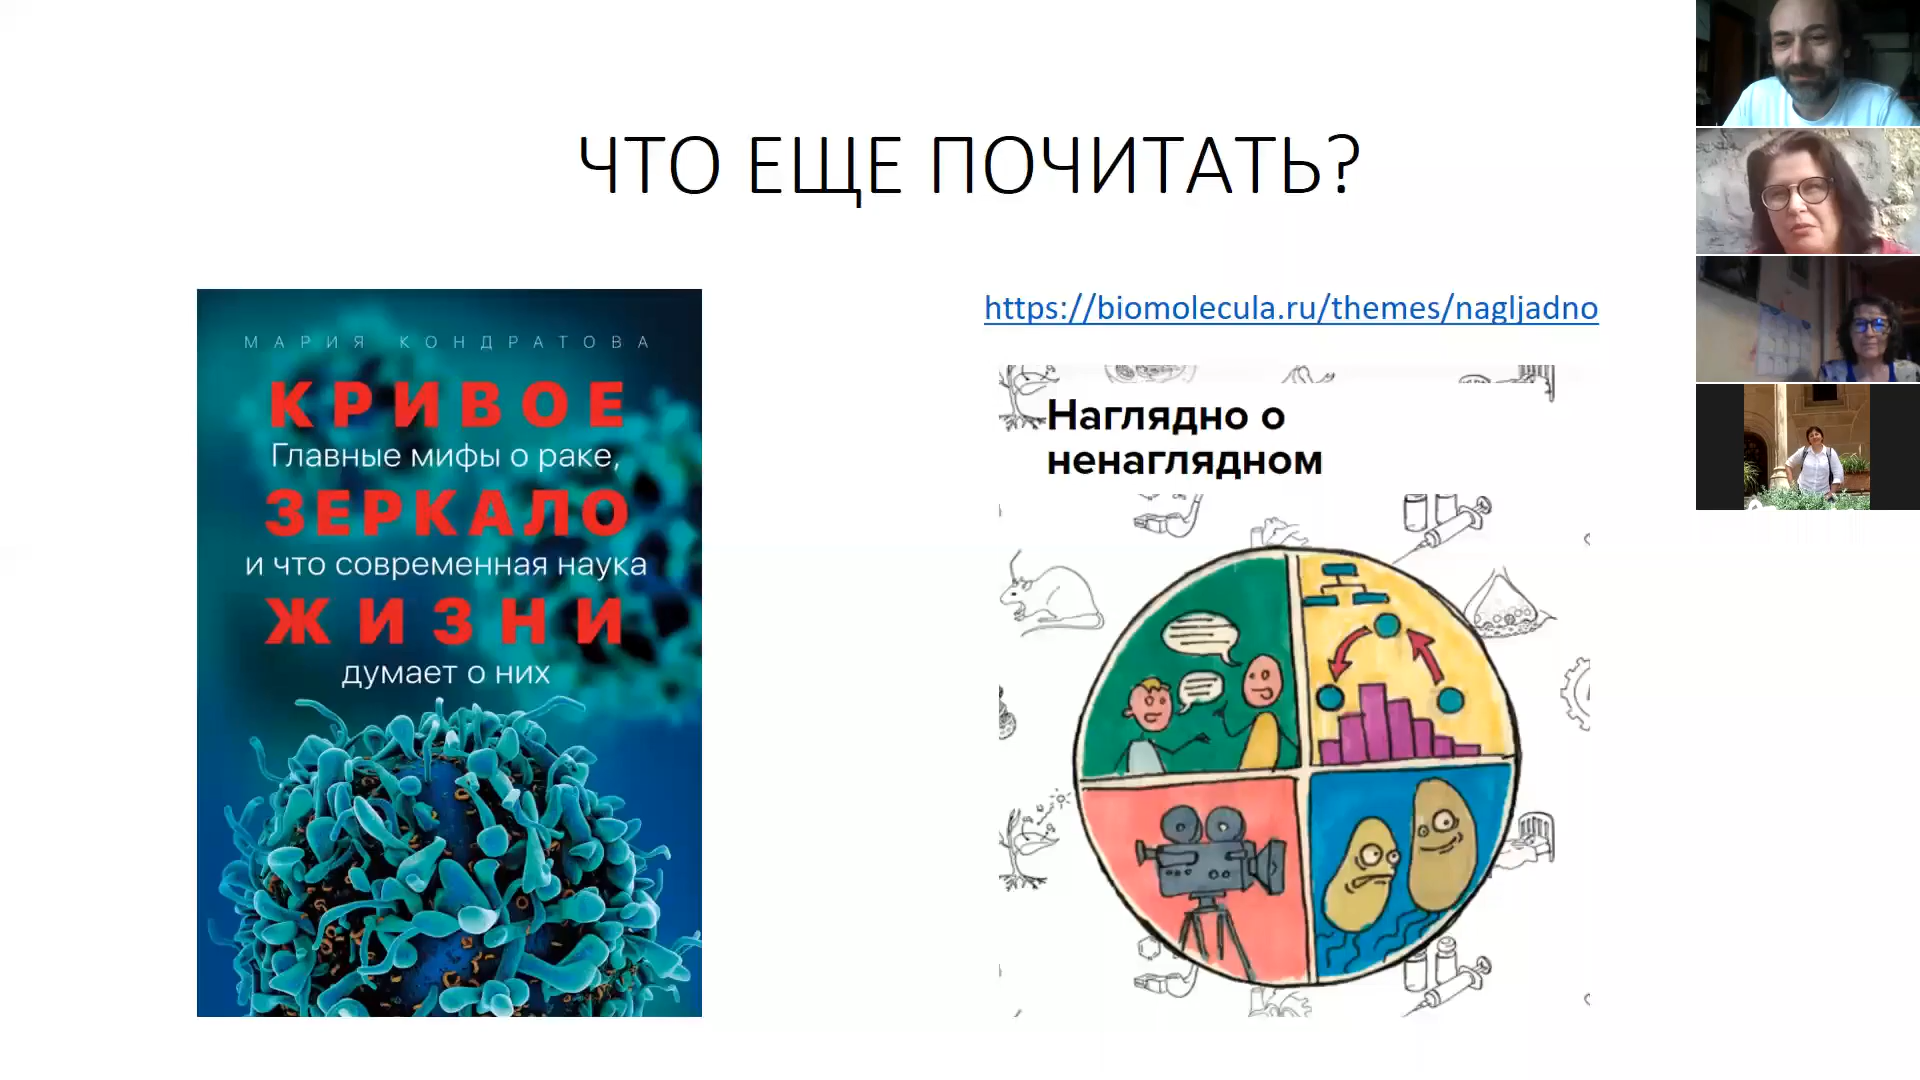 ЧТО ЕЩЕ ПОЧИТАТЬ?
МАРИЯ КОНДРАТОВА
КРИВОЕ
Главные мифы о раке,
ЗЕРКАЛО
и что современная наука
ЖИЗНИ
думает о них
https://biomolecula.ru/themes/nagljadno
Наглядно о
ненаглядном